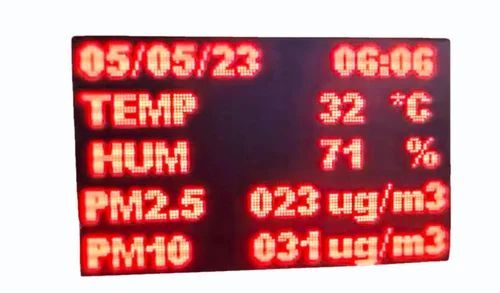 05/05/23 06:06
TEMP 32 *C
HUM 71 %
PM2.5 023 ug/m3
PM10 031 ug/m3